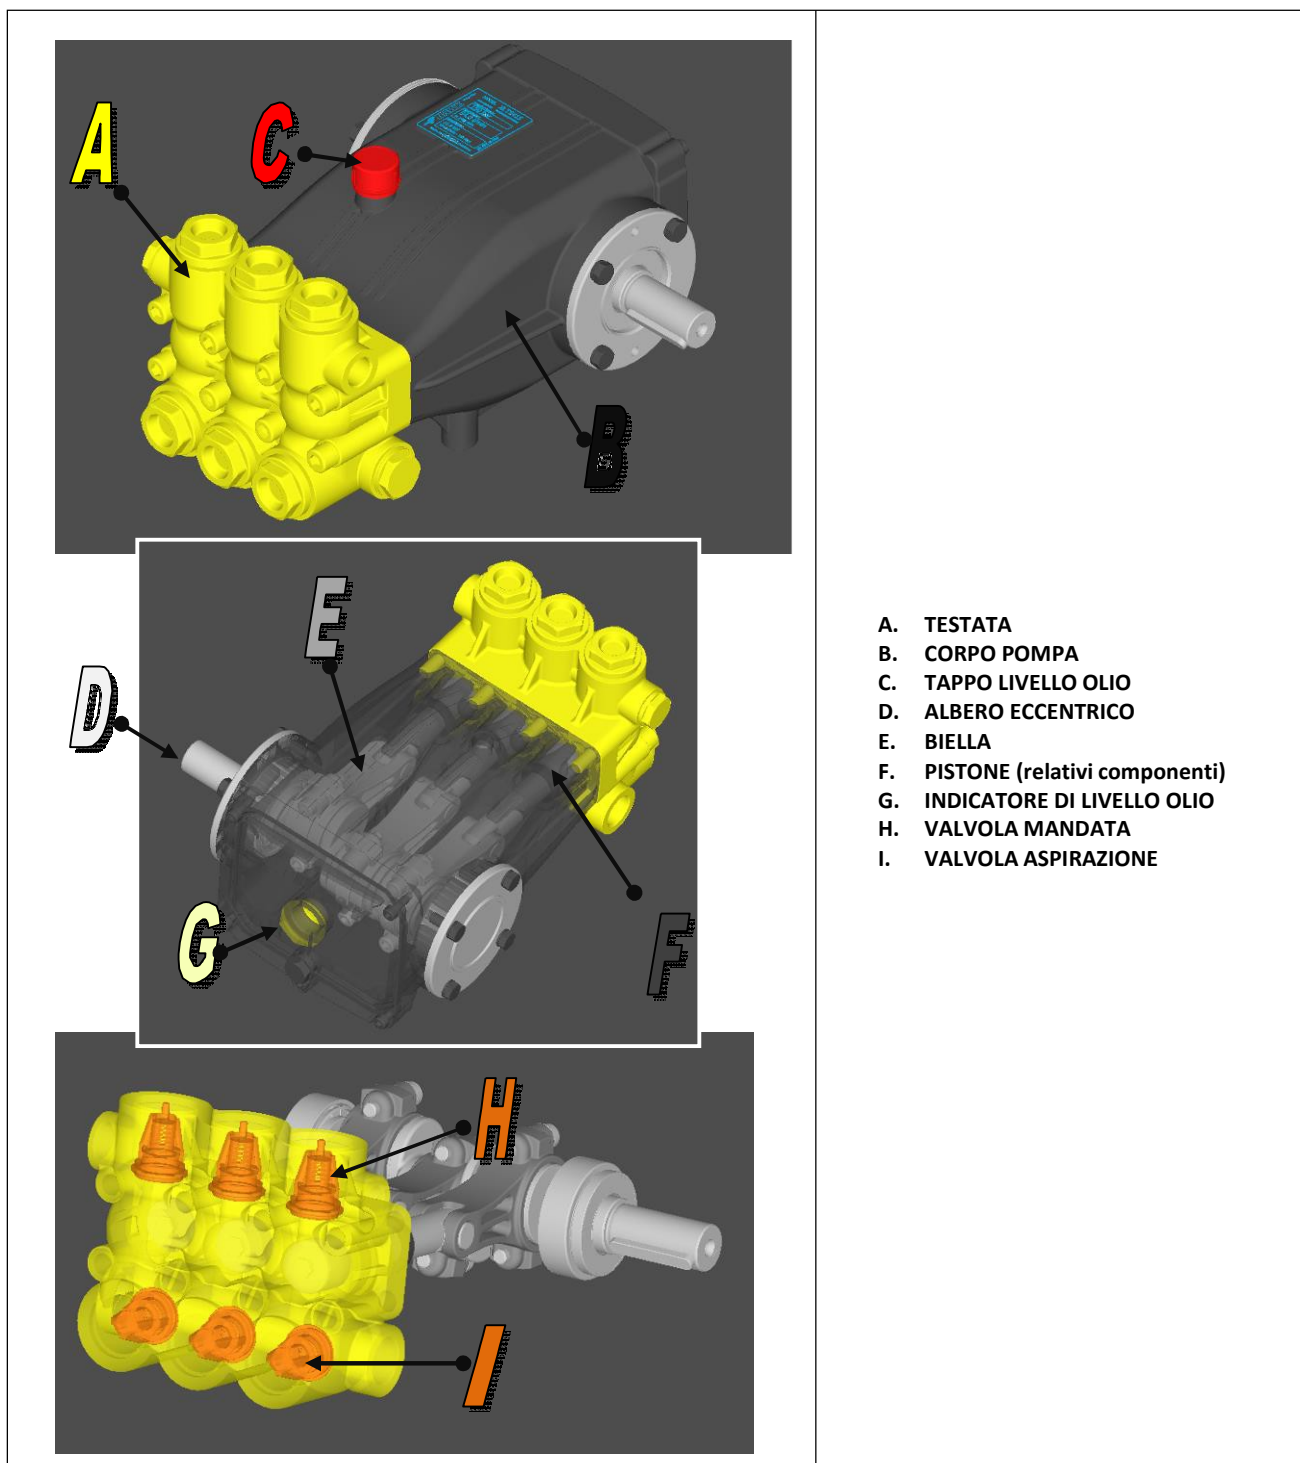 A
C
B
E
D
G
F
H
I
A. TESTATA
B. CORPO POMPA
C. TAPPO LIVELLO OLIO
D. ALBERO ECCENTRICO
E. BIELLA
F. PISTONE (relativi componenti)
G. INDICATORE DI LIVELLO OLIO
H. VALVOLA MANDATA
I. VALVOLA ASPIRAZIONE